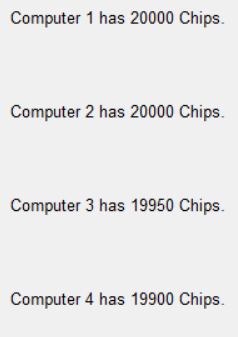 Computer 1 has 20000 Chips.
Computer 2 has 20000 Chips.
Computer 3 has 19950 Chips.
Computer 4 has 19900 Chips.